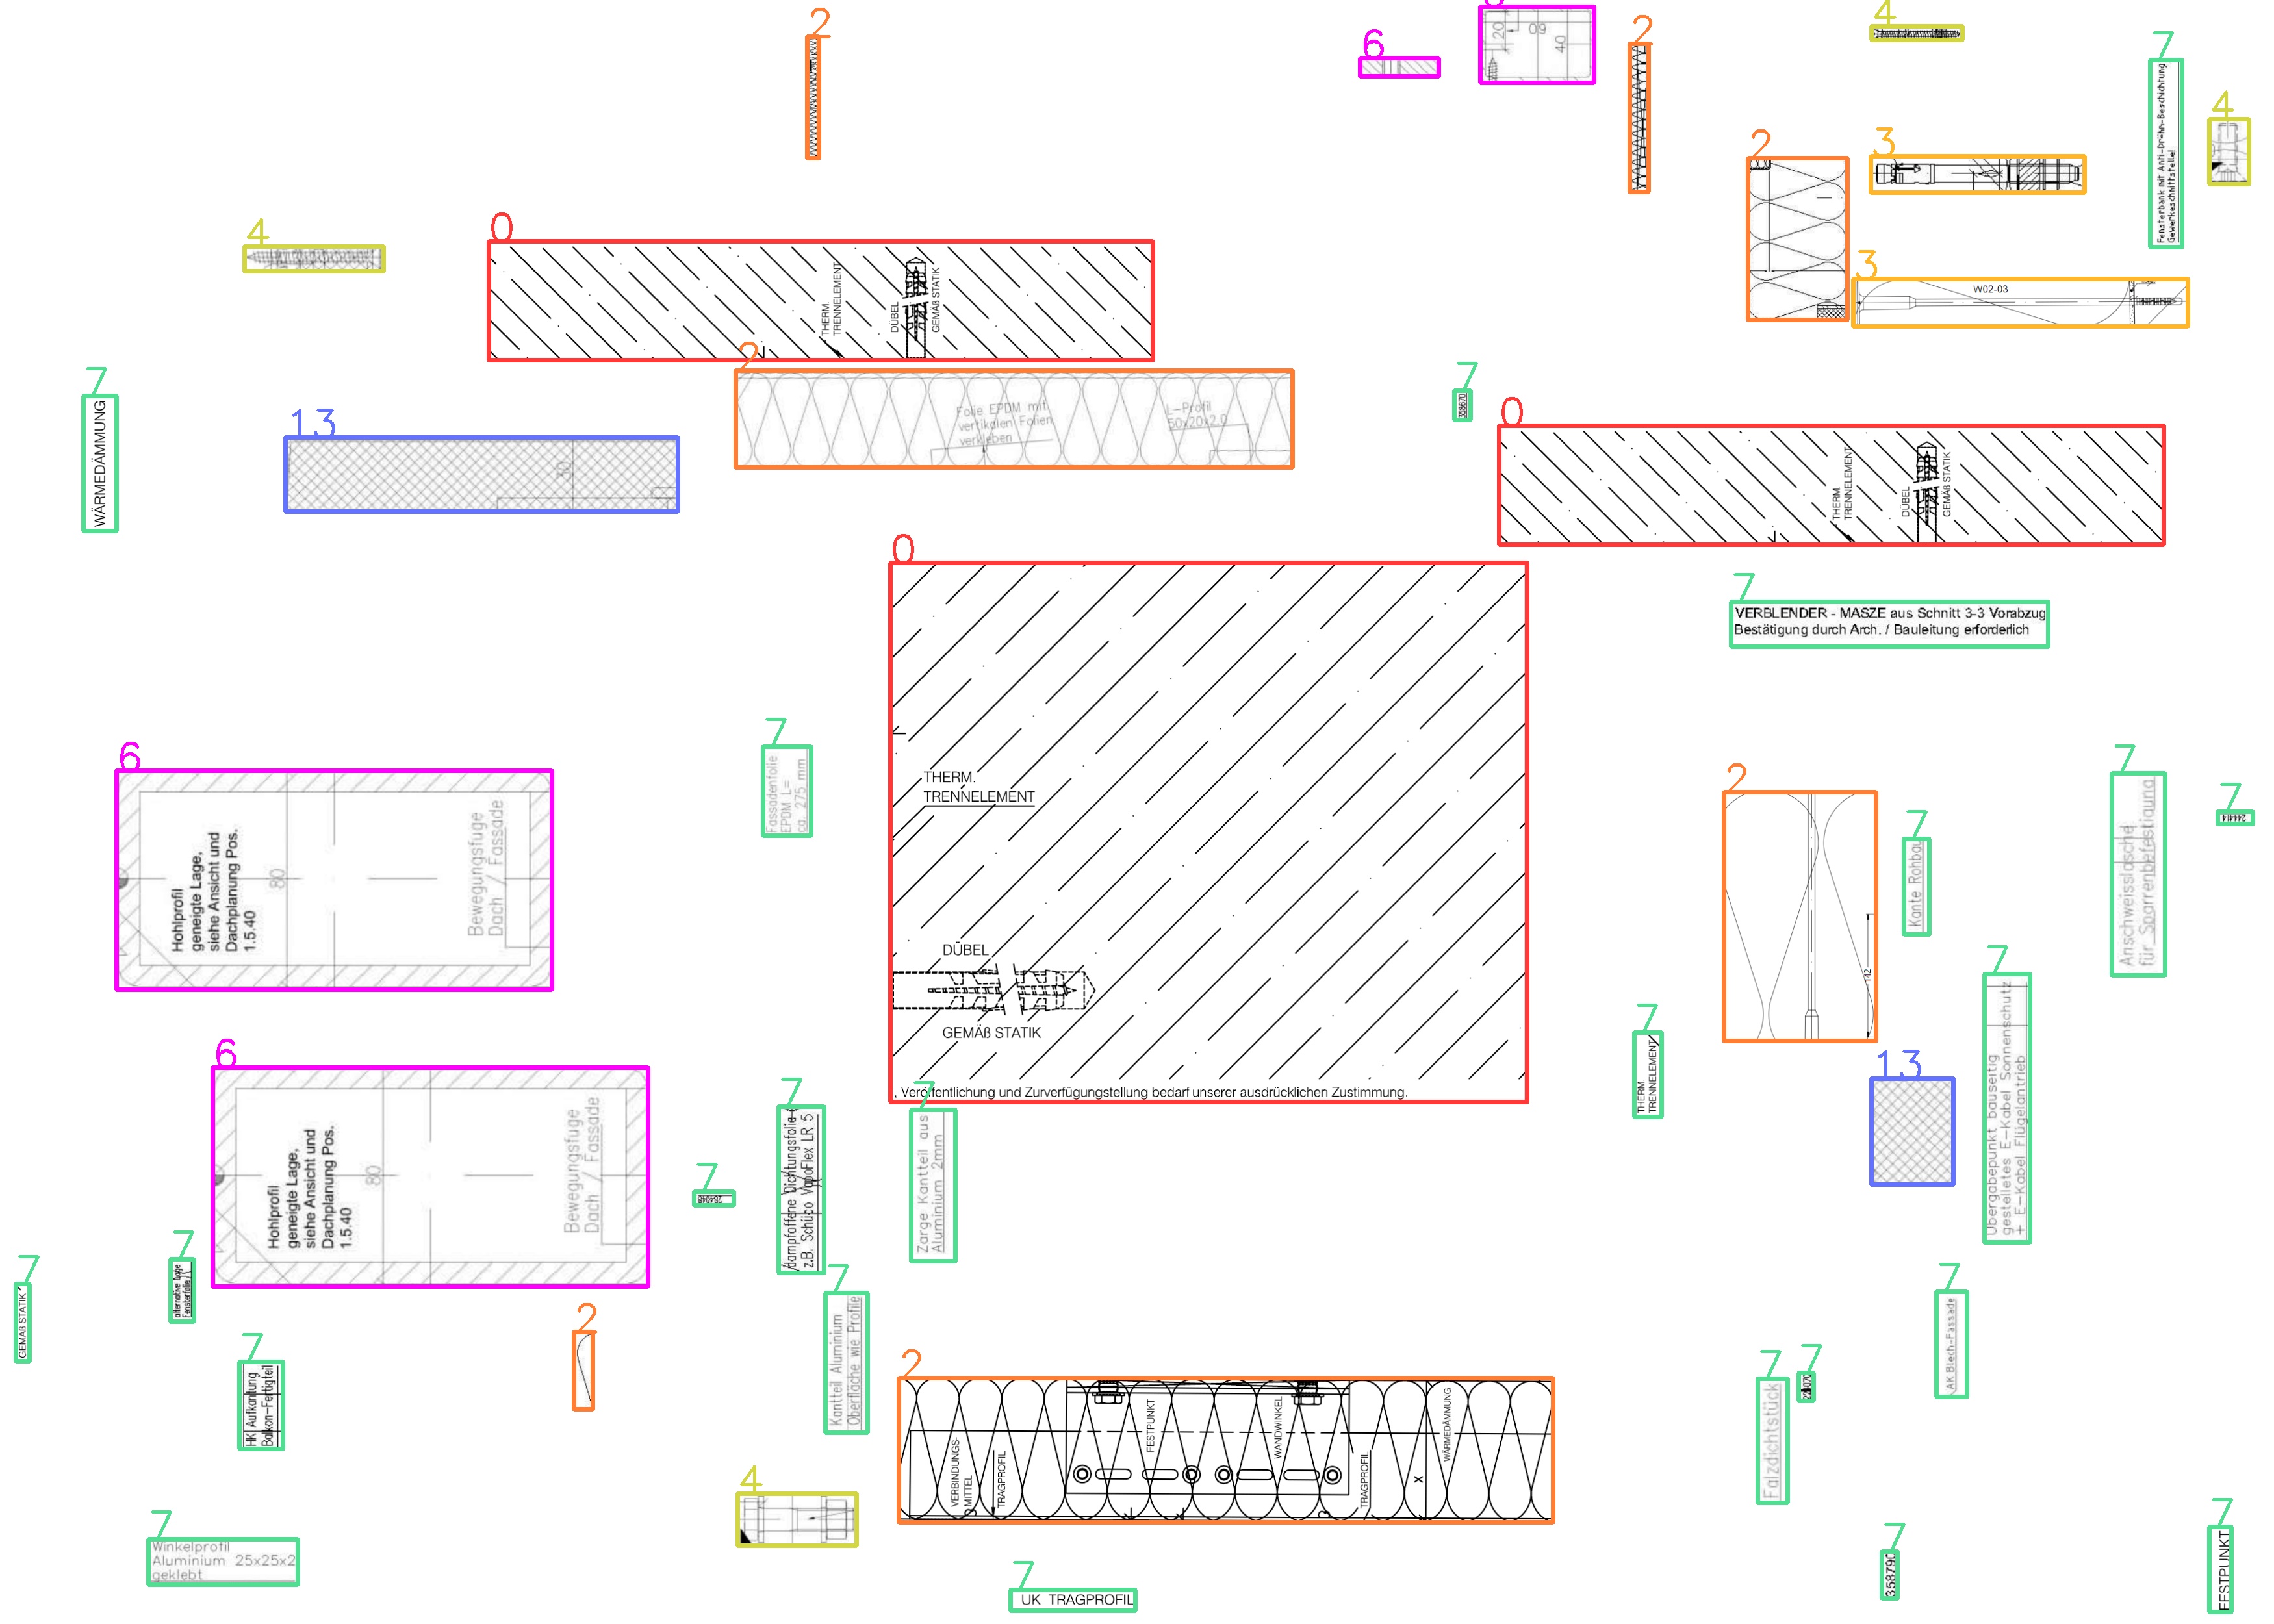 2
6
20
60
40
2
4
7
Fensterbank mit Anti-Dröhn-Beschichtung
Gewerkeschnittstelle!
4
2
3
3
W02-03
4
0
THERM.
TRENNELEMENT
DÜBEL
GEMÄß STATIK
2
Folie EPDM mit
vertikalen Folien
verkleben
L-Profil
50x20x2.0
7
WÄRMEDÄMMUNG
13
30
7
0
THERM.
TRENNELEMENT
DÜBEL
GEMÄß STATIK
0
THERM.
TRENNELEMENT
DÜBEL
GEMÄß STATIK
, Veröffentlichung und Zurverfügungstellung bedarf unserer ausdrücklichen Zustimmung.
7
VERBLENDER - MASZE aus Schnitt 3-3 Vorabzug
Bestätigung durch Arch. / Bauleitung erforderlich
6
Hohlprofil
geneigte Lage,
siehe Ansicht und
Dachplanung Pos.
1.5.40
80
Bewegungsfuge
Dach / Fassade
7
Fassadenfolie
EPDM L=
ca. 275 mm
2
142
7
Kante Rohbau
7
Anschweisslasche
für Sparrenbefestigung
7
244414
6
Hohlprofil
geneigte Lage,
siehe Ansicht und
Dachplanung Pos.
1.5.40
80
Bewegungsfuge
Dach / Fassade
7
284048
7
dampfoffene Dichtungsfolie
z.B. Schüco VapoFlex LR 5
7
Zarge Kantteil aus
Aluminium 2mm
7
THERM.
TRENNELEMENT
13
7
Übergabepunkt bauseitig
gestelletes E-Kabel Sonnenschutz
+ E-Kabel Flügelantrieb
7
GEMÄß STATIK
7
alternative Lage
Fensterfolie
7
HK Aufkantung
Balkon-Fertigteil
2
7
Kantteil Aluminium
Oberfläche wie Profile
2
VERBINDUNGS-
MITTEL
TRAGPROFIL
FESTPUNKT
WANDWINKEL
TRAGPROFIL
X
WÄRMEDÄMMUNG
7
AK Blech-Fassade
7
Falzdichtstück
7
4
7
Winkelprofil
Aluminium 25x25x2
geklebt
7
UK TRAGPROFIL
7
358790
7
FESTPUNKT